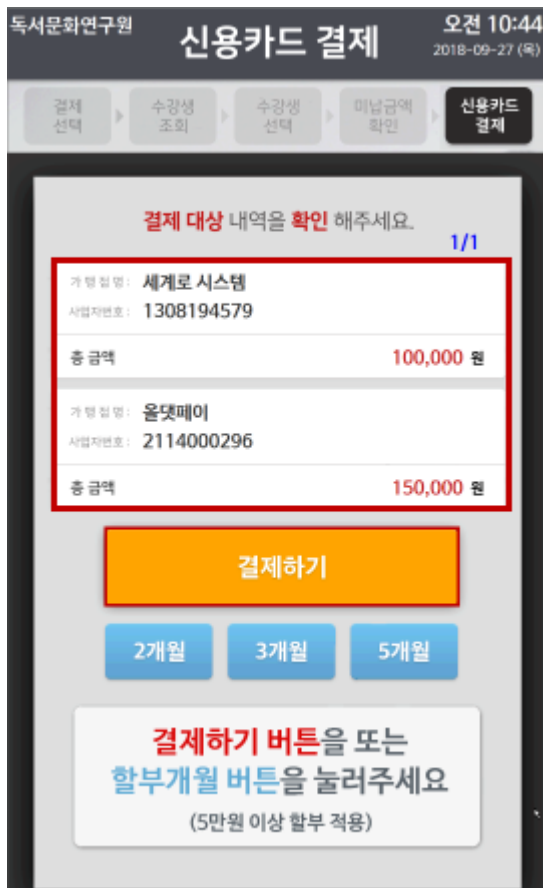 독서문화연구원
신용카드 결제
오전 10:44
2018-09-27 (목)
결제
선택
수강생
조회
수강생
선택
미납금액
확인
신용카드
결제
결제 대상 내역을 확인 해주세요.
1/1
가맹점명: 세계로 시스템
사업자번호: 1308194579
총 금액 100,000 원
가맹점명: 올댓페이
사업자번호: 2114000296
총 금액 150,000 원
결제하기
2개월 3개월 5개월
결제하기 버튼을 또는
할부개월 버튼을 눌러주세요
(5만원 이상 할부 적용)